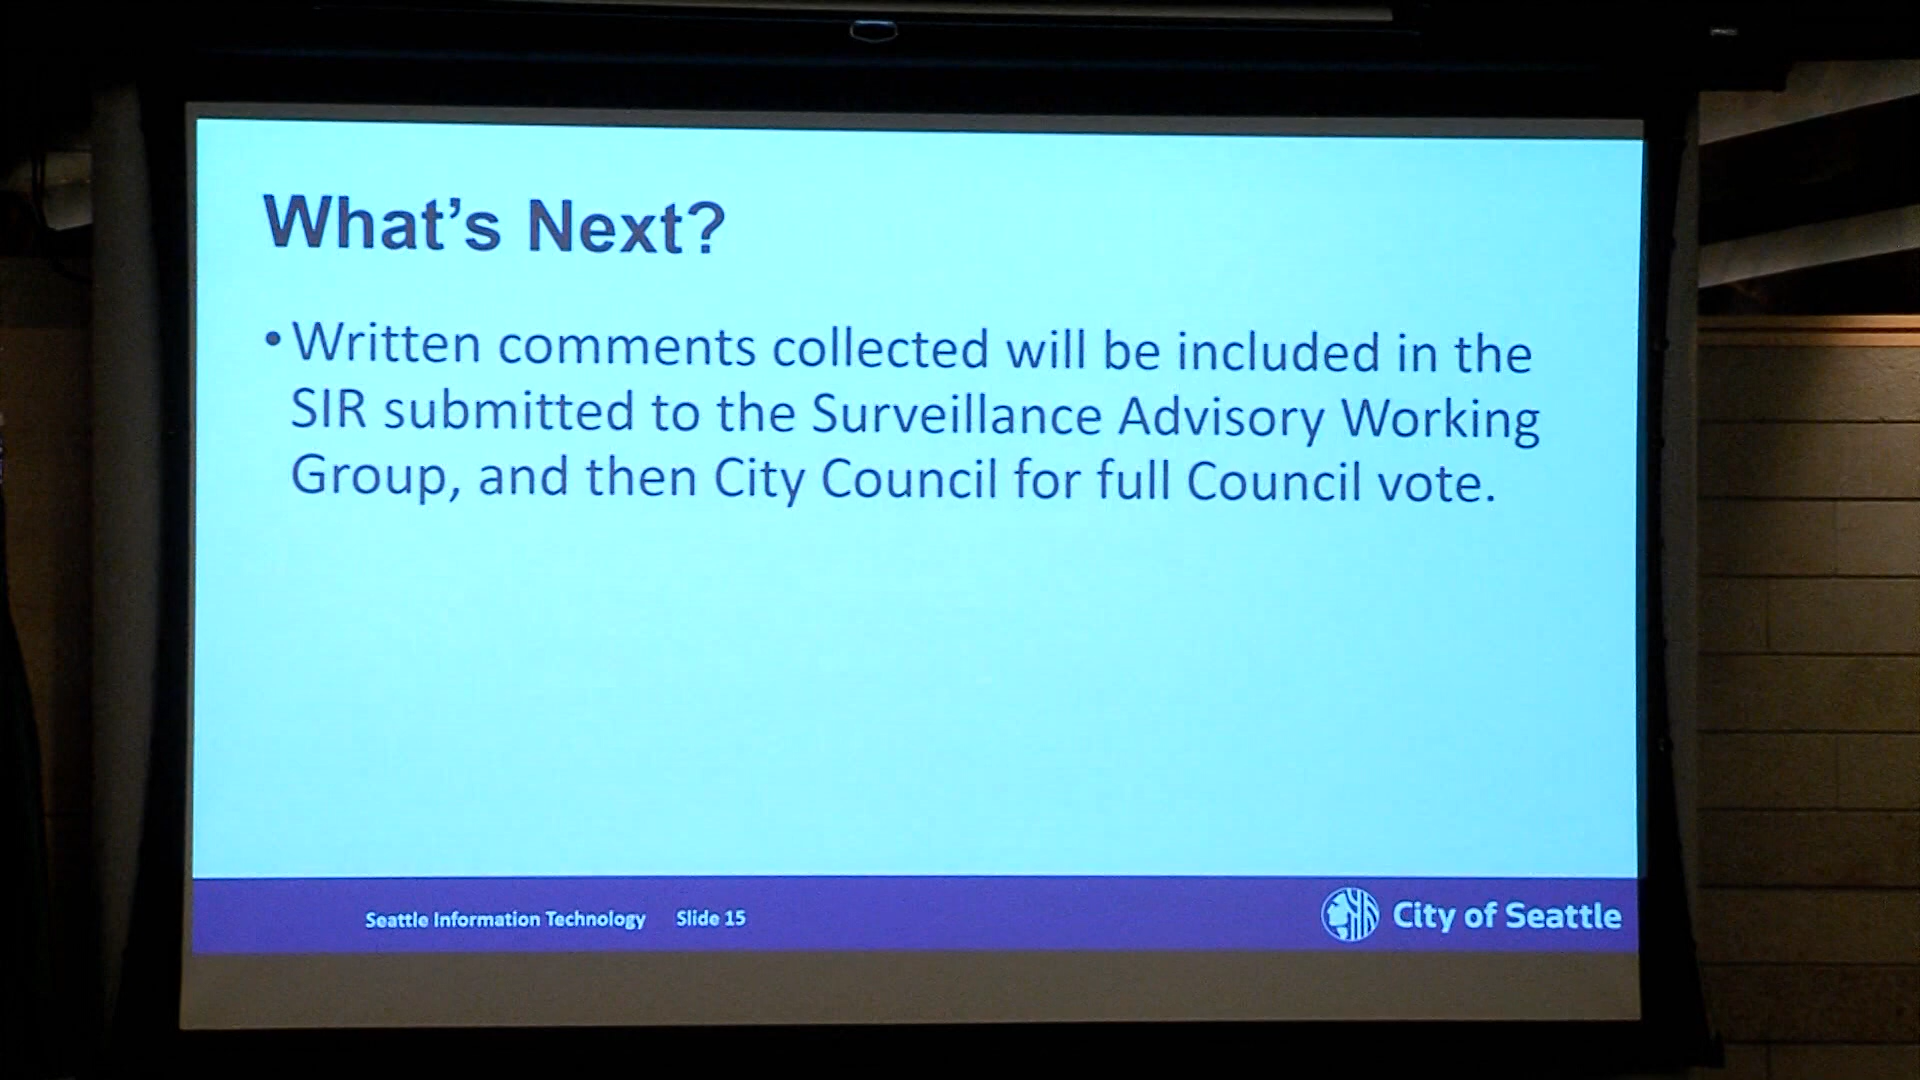 What's Next?
• Written comments collected will be included in the
SIR submitted to the Surveillance Advisory Working
Group, and then City Council for full Council vote.
Seattle Information Technology Slide 15
City of Seattle